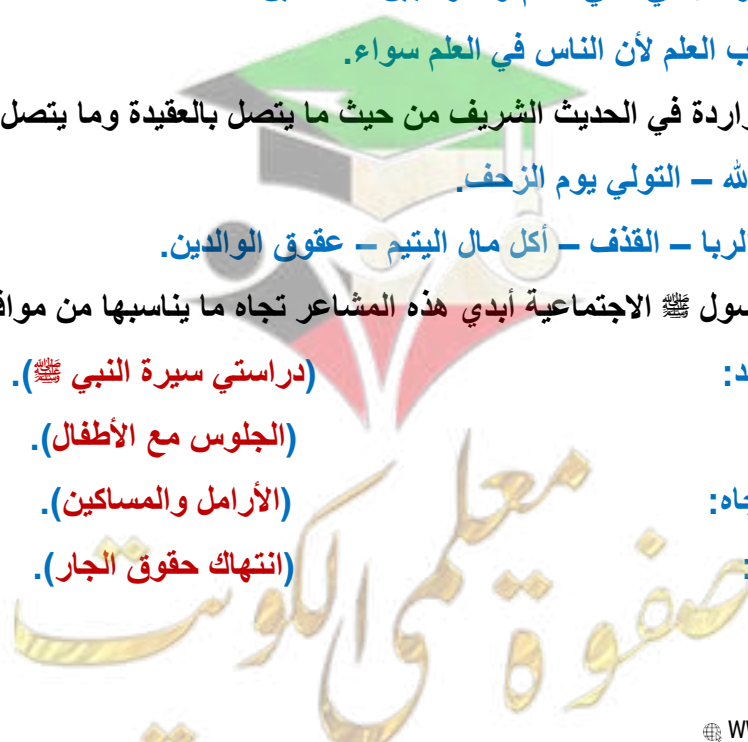 ب العلم لأن الناس في العلم سواء.
اردة في الحديث الشريف من حيث ما يتصل بالعقيدة وما يتصل
لله – التولي يوم الزحف.
لربا – القذف – أكل مال اليتيم – عقوق الوالدين.
سول ﷺ الاجتماعية أبدي هذه المشاعر تجاه ما يناسبها من مواق
د: (دراستي سيرة النبي ﷺ).
(الجلوس مع الأطفال).
جاه: (الأرامل والمساكين).
: (انتهاك حقوق الجار).
صفوة معلمى الكويت
W